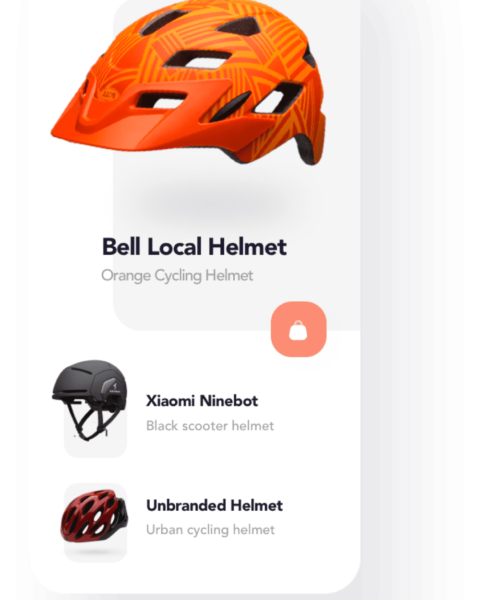 Bell Local Helmet
Orange Cycling Helmet
Xiaomi Ninebot
Black scooter helmet
Unbranded Helmet
Urban cycling helmet